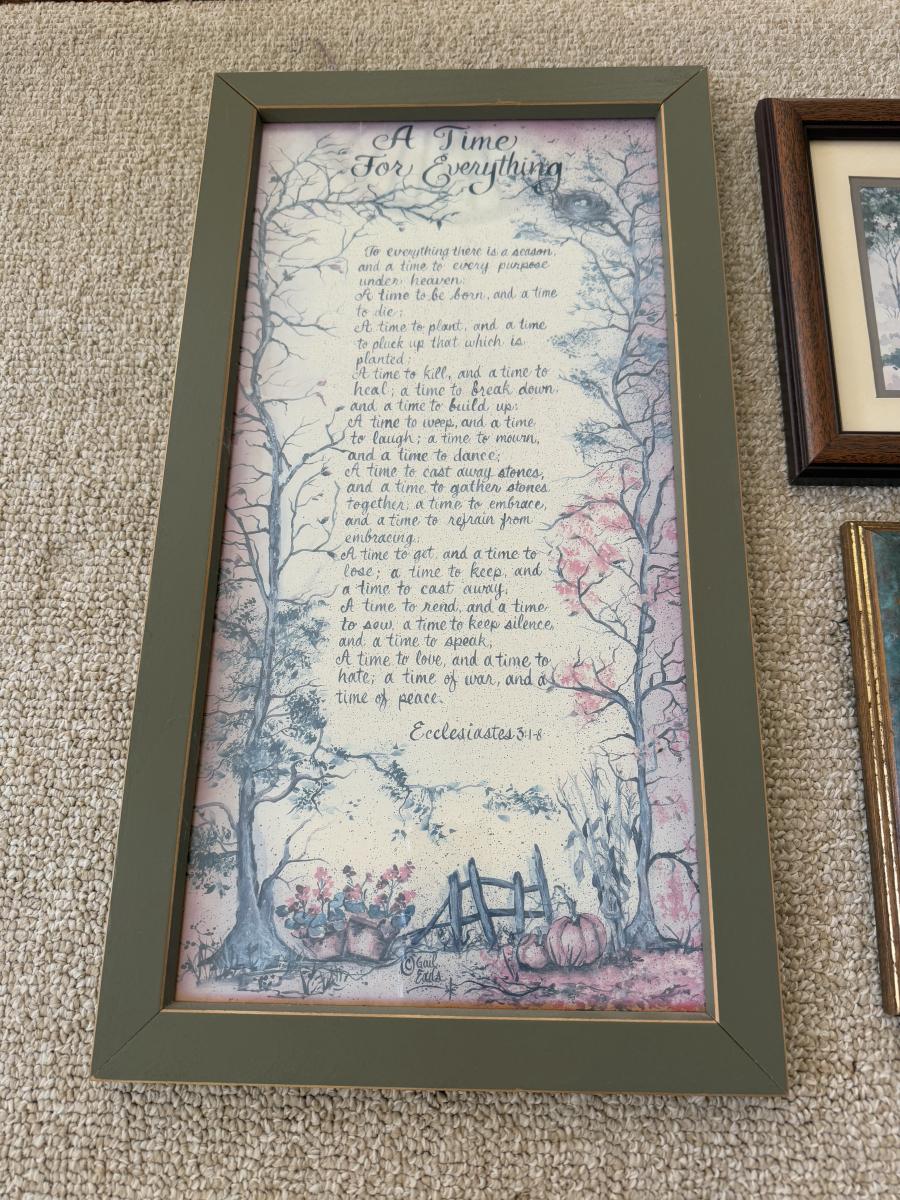 A Time
For Everything
To everything there is a season,
and a time to every purpose
under heaven:
A time to be born, and a time
to die;
A time to plant, and a time
to pluck up that which is
planted;
A time to kill, and a time to
heal; a time to break down,
and a time to build up;
A time to weep, and a time
to laugh; a time to mourn,
and a time to dance;
A time to cast away stones,
and a time to gather stones
together; a time to embrace,
and a time to refrain from
embracing;
A time to get, and a time to
lose; a time to keep, and
a time to cast away;
A time to rend, and a time
to sew, a time to keep silence,
and, a time to speak;
A time to love, and a time to
hate; a time of war, and a
time of peace.
Ecclesiastes 3:1-8
© Gail
Eads